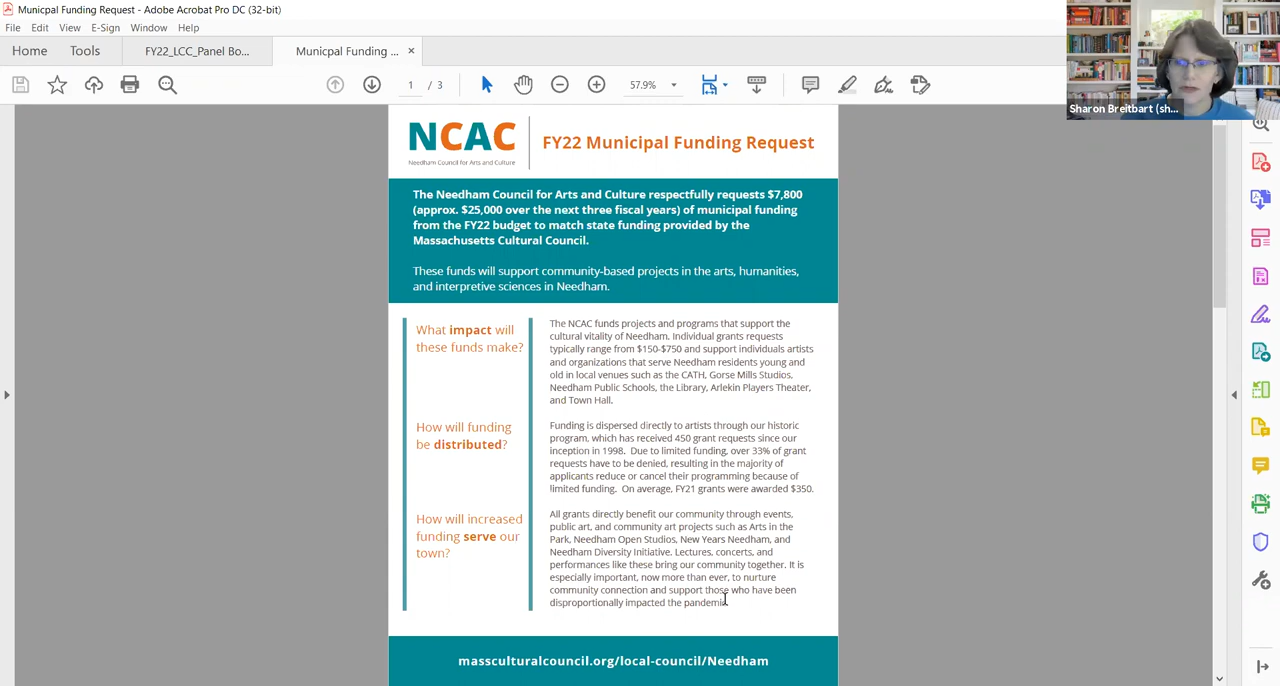 Municpal Funding Request - Adobe Acrobat Pro DC (32-bit)
File Edit View E-Sign Window Help
Home Tools FY22_LCC_Panel Bo... Municpal Funding ... ×
1 / 3 57.9%
Sharon Breitbart (sh...
NCAC
Needham Council for Arts and Culture
FY22 Municipal Funding Request
The Needham Council for Arts and Culture respectfully requests $7,800
(approx. $25,000 over the next three fiscal years) of municipal funding
from the FY22 budget to match state funding provided by the
Massachusetts Cultural Council.
These funds will support community-based projects in the arts, humanities,
and interpretive sciences in Needham.
What impact will
these funds make?
The NCAC funds projects and programs that support the
cultural vitality of Needham. Individual grants requests
typically range from $150-$750 and support individuals artists
and organizations that serve Needham residents young and
old in local venues such as the CATH, Gorse Mills Studios,
Needham Public Schools, the Library, Arlekin Players Theater,
and Town Hall.
How will funding
be distributed?
Funding is dispersed directly to artists through our historic
program, which has received 450 grant requests since our
inception in 1998. Due to limited funding, over 33% of grant
requests have to be denied, resulting in the majority of
applicants reduce or cancel their programming because of
limited funding. On average, FY21 grants were awarded $350.
How will increased
funding serve our
town?
All grants directly benefit our community through events,
public art, and community art projects such as Arts in the
Park, Needham Open Studios, New Years Needham, and
Needham Diversity Initiative. Lectures, concerts, and
performances like these bring our community together. It is
especially important, now more than ever, to nurture
community connection and support those who have been
disproportionally impacted the pandemic.
massculturalcouncil.org/local-council/Needham